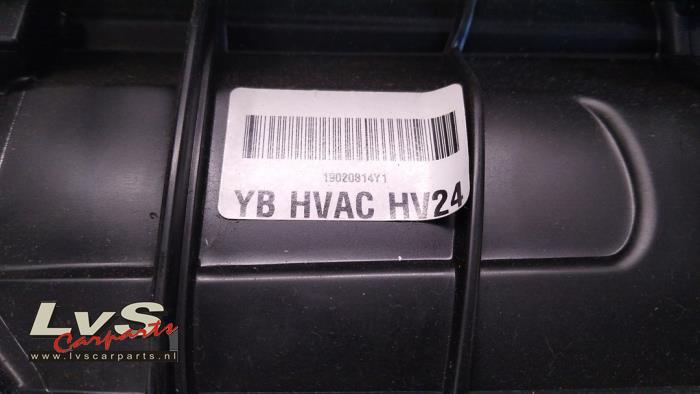 19020814Y1
YB HVAC HV24
LvS
Carparts
www.lvscarparts.nl